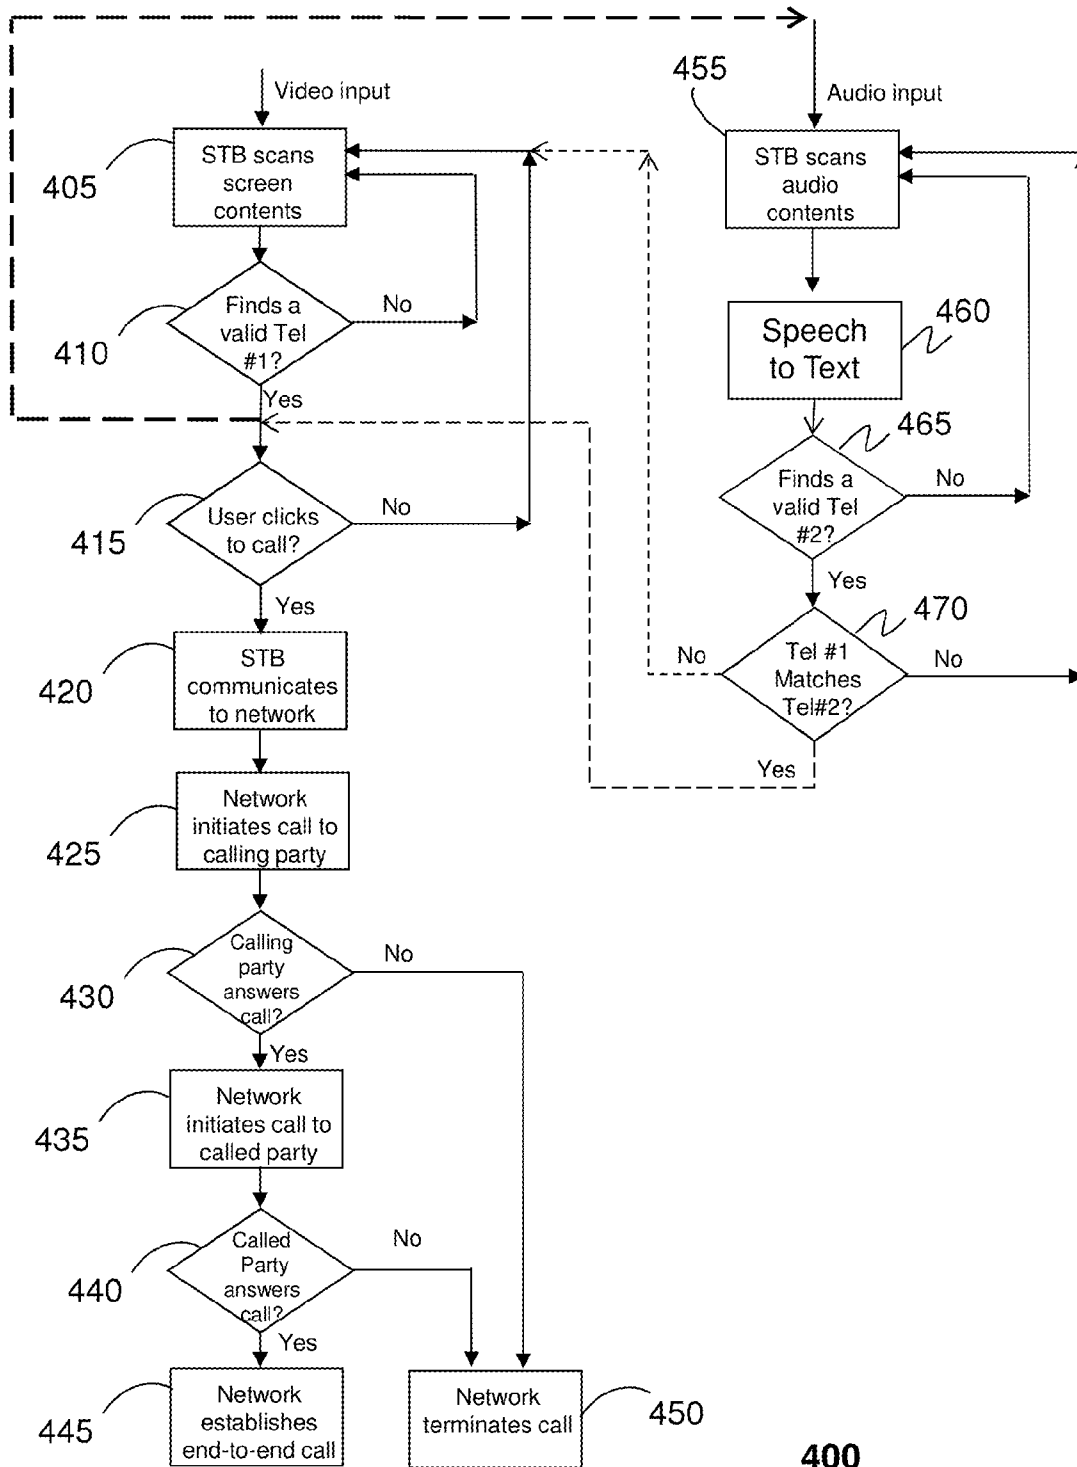 Video input
405
STB scans
screen
contents
410
Finds a
valid Tel
#1?
No
Yes
415
User clicks
to call?
No
Yes
420
STB
communicates
to network
425
Network
initiates call to
calling party
430
Calling
party
answers
call?
No
Yes
435
Network
initiates call to
called party
440
Called
Party
answers
call?
No
Yes
445
Network
establishes
end-to-end call
Network
terminates call
450
455
Audio input
STB scans
audio
contents
Speech
to Text
460
465
Finds a
valid Tel
#2?
No
Yes
470
Tel #1
Matches
Tel#2?
No
No
Yes
400